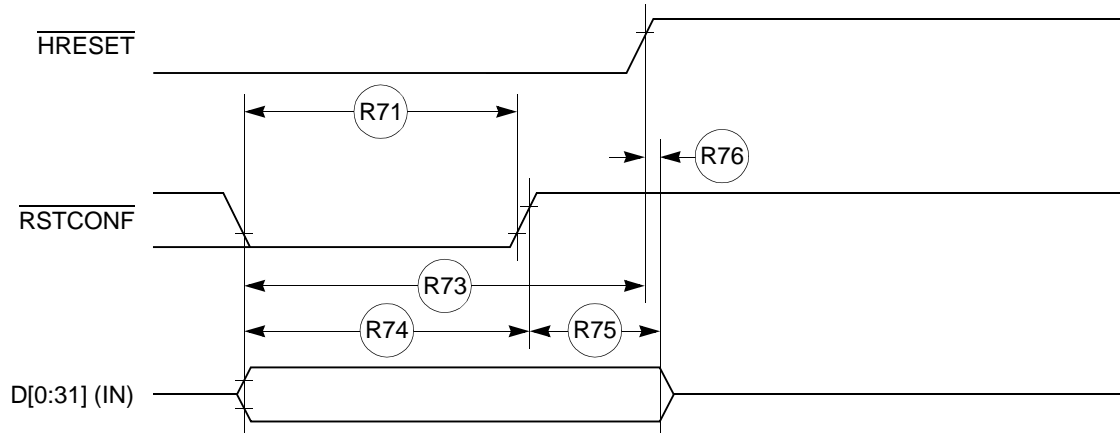 HRESET
R71
R76
RSTCONF
R73
R74
R75
D[0:31] (IN)